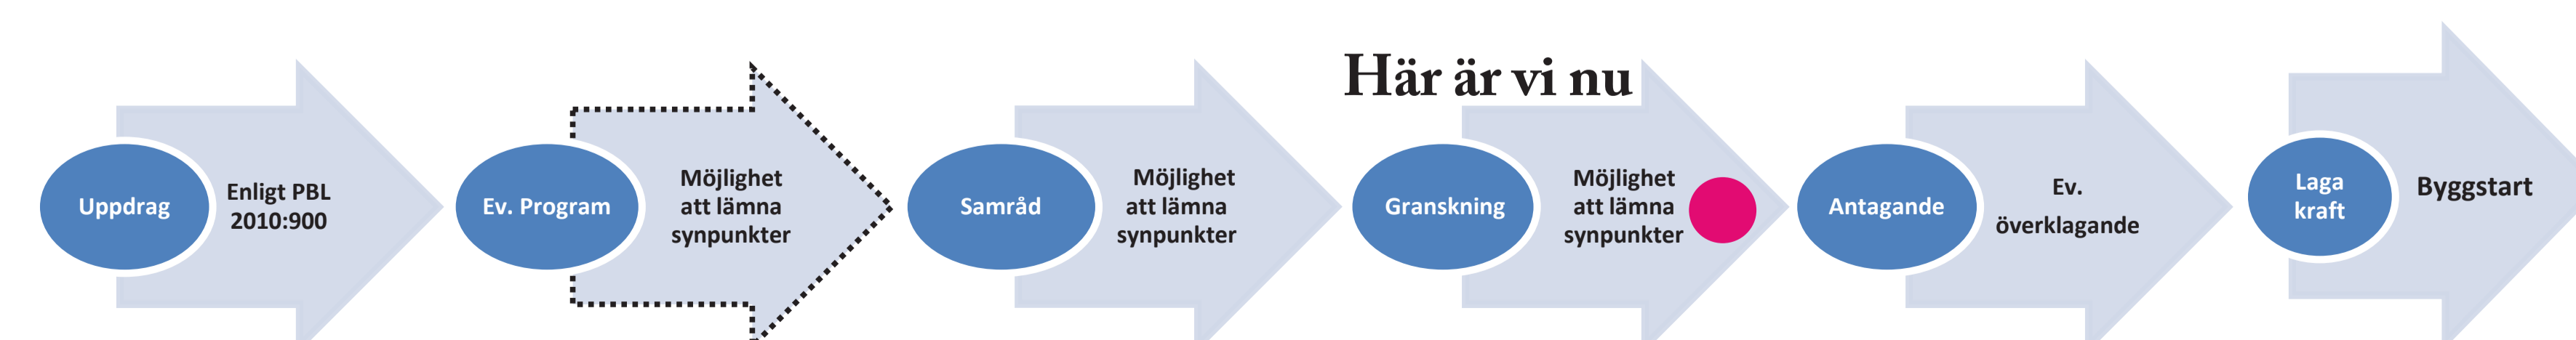 Här är vi nu
Uppdrag
Enligt PBL
2010:900
Ev. Program
Möjlighet
att lämna
synpunkter
Samråd
Möjlighet
att lämna
synpunkter
Granskning
Möjlighet
att lämna
synpunkter
Antagande
Ev.
överklagande
Laga
kraft
Byggstart